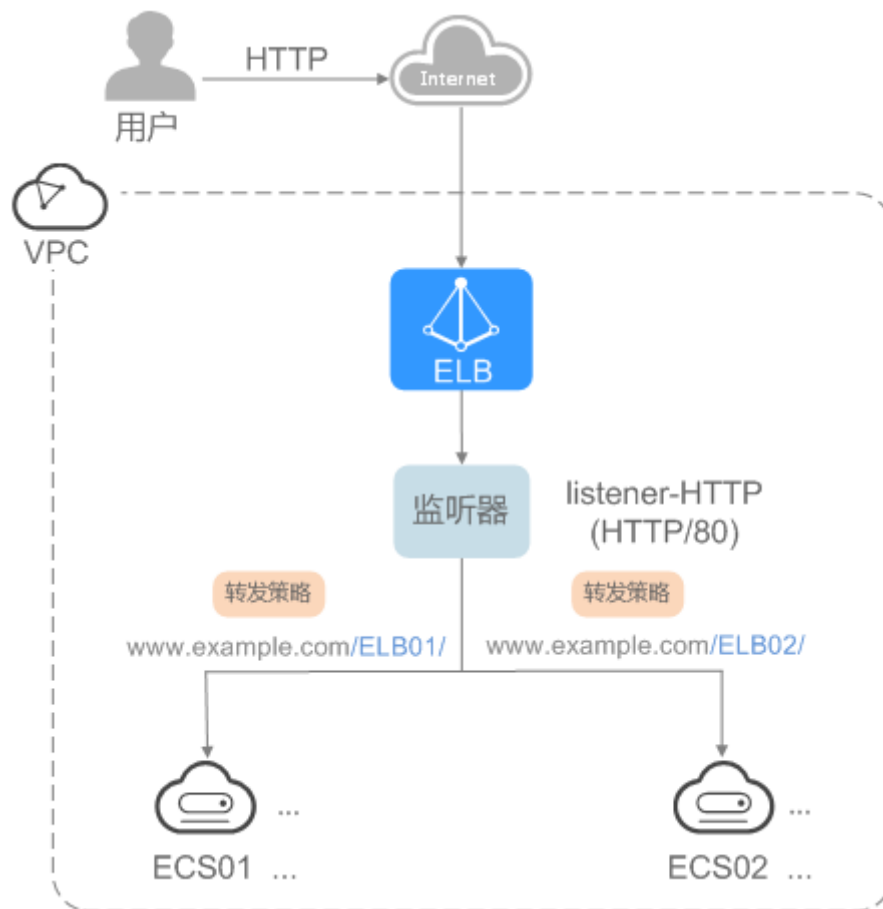 HTTP
Internet
用户
VPC
ELB
监听器
listener-HTTP
(HTTP/80)
转发策略
转发策略
www.example.com/ELB01/
www.example.com/ELB02/
...
...
ECS01 ...
ECS02 ...